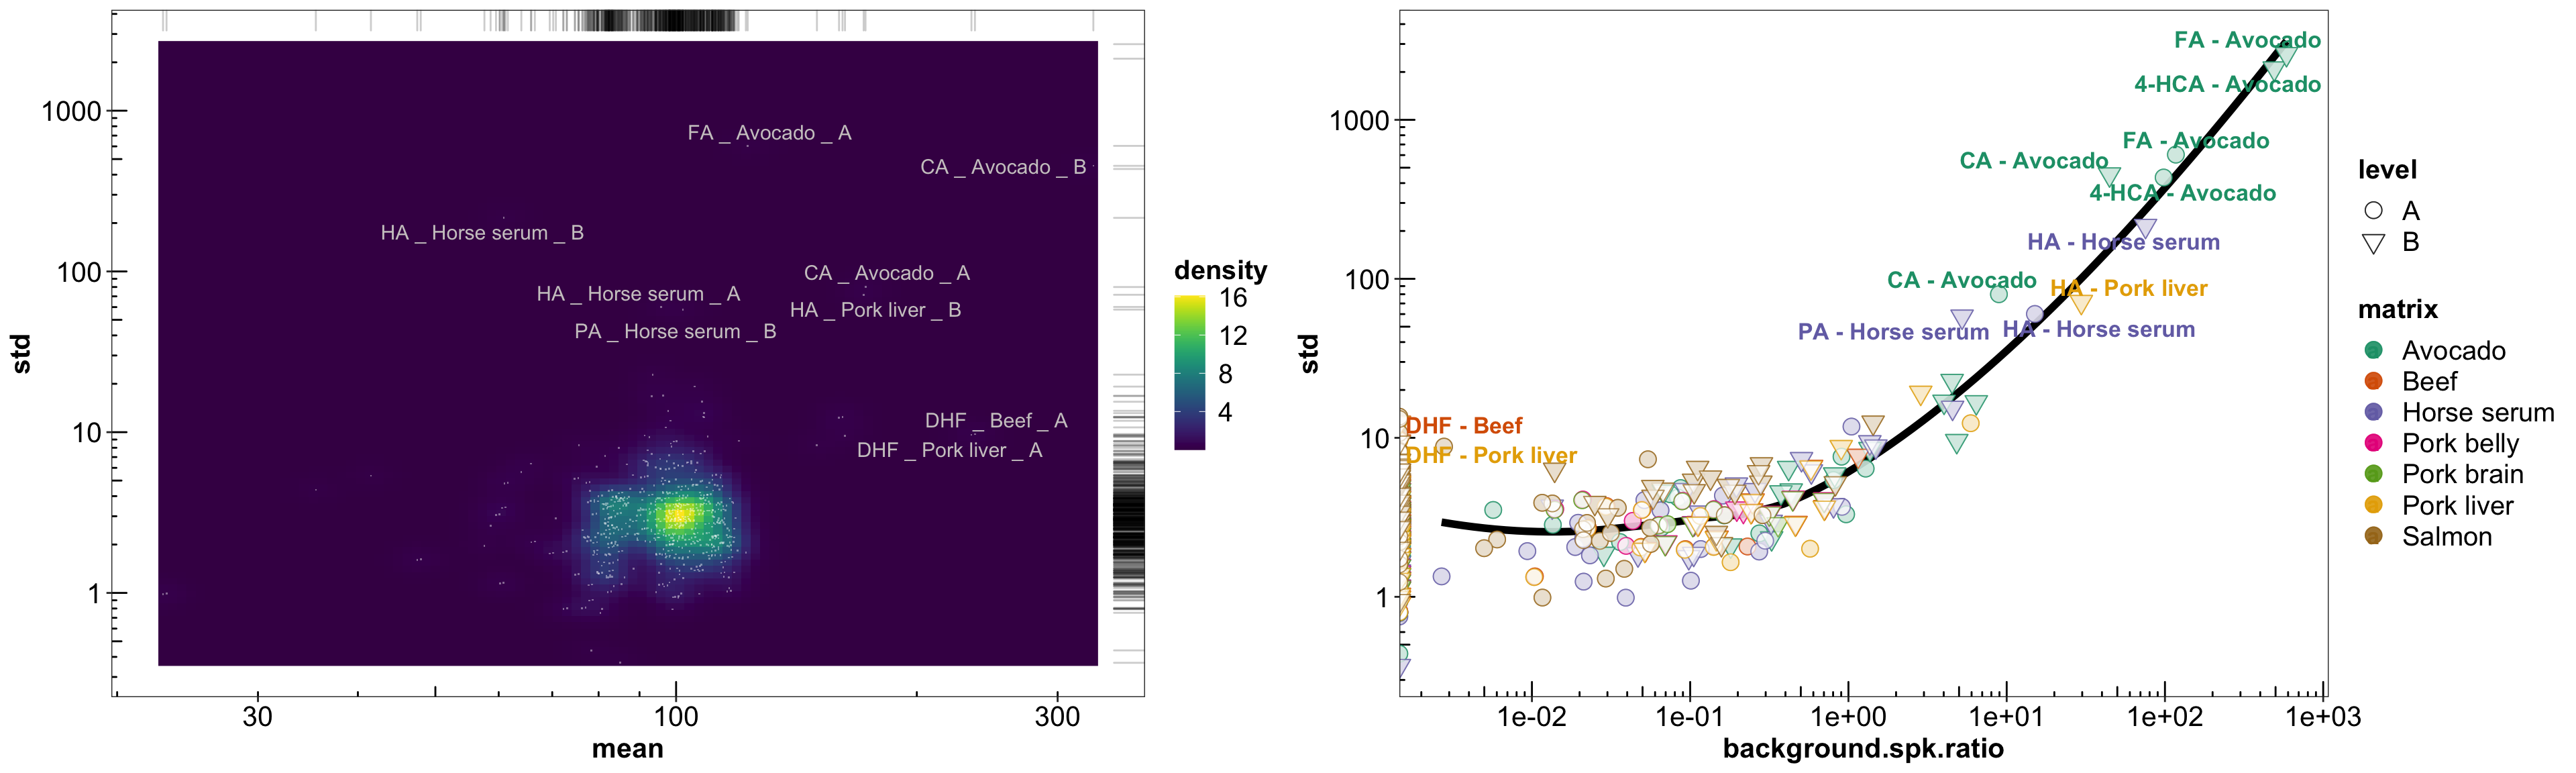 FA _ Avocado _ A
CA _ Avocado _ B
HA _ Horse serum _ B
CA _ Avocado _ A
HA _ Horse serum _ A
HA _ Pork liver _ B
PA _ Horse serum _ B
DHF _ Beef _ A
DHF _ Pork liver _ A
1000
100
10
1
std
30
100
300
mean
density
16
12
8
4
FA - Avocado
4-HCA - Avocado
FA - Avocado
CA - Avocado
4-HCA - Avocado
HA - Horse serum
CA - Avocado
HA - Pork liver
PA - Horse serum
HA - Horse serum
DHF - Beef
DHF - Pork liver
1000
100
10
1
std
1e-02
1e-01
1e+00
1e+01
1e+02
1e+03
background.spk.ratio
level
A
B
matrix
Avocado
Beef
Horse serum
Pork belly
Pork brain
Pork liver
Salmon